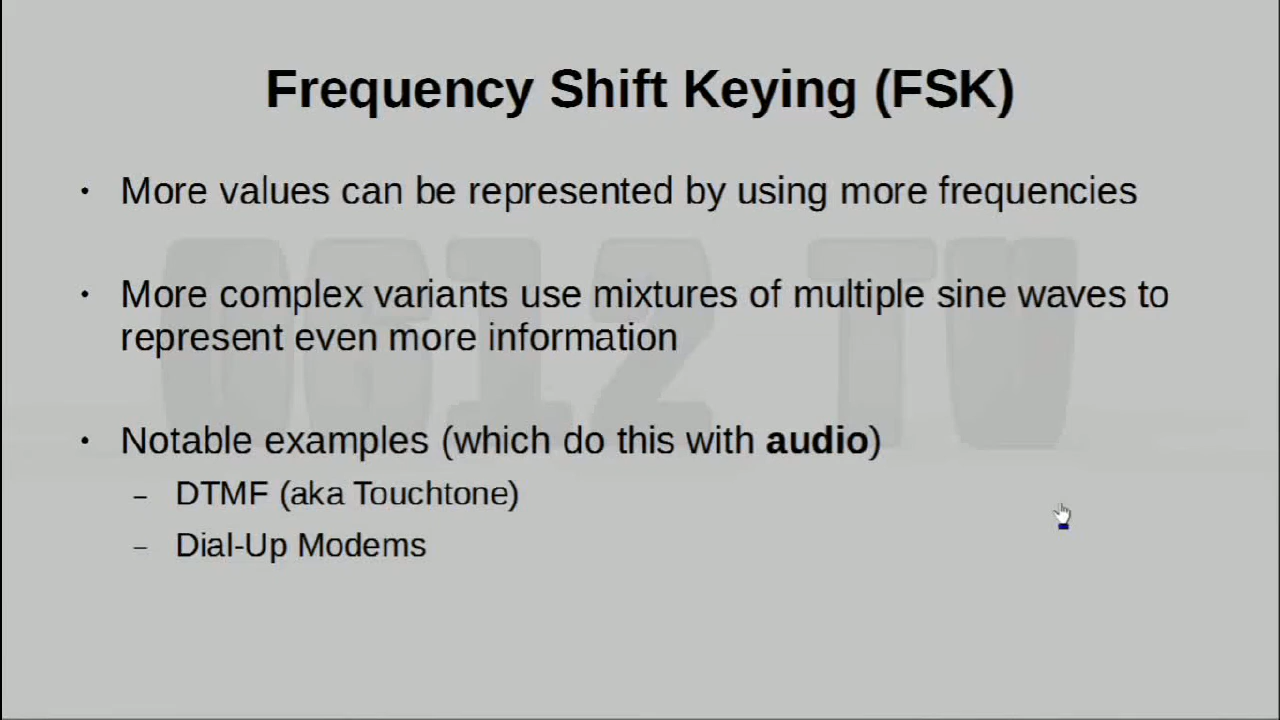 Frequency Shift Keying (FSK)
• More values can be represented by using more frequencies
• More complex variants use mixtures of multiple sine waves to
represent even more information
• Notable examples (which do this with audio)
– DTMF (aka Touchtone)
– Dial-Up Modems
0612 TV